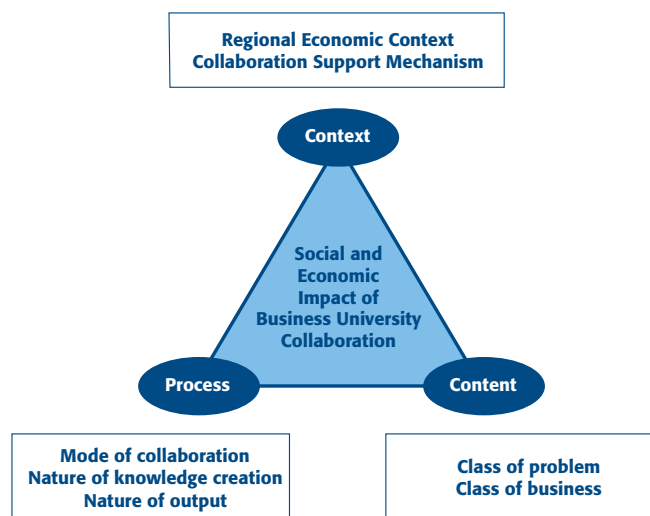 Regional Economic Context
Collaboration Support Mechanism
Context
Social and
Economic
Impact of
Business University
Collaboration
Process
Content
Mode of collaboration
Nature of knowledge creation
Nature of output
Class of problem
Class of business